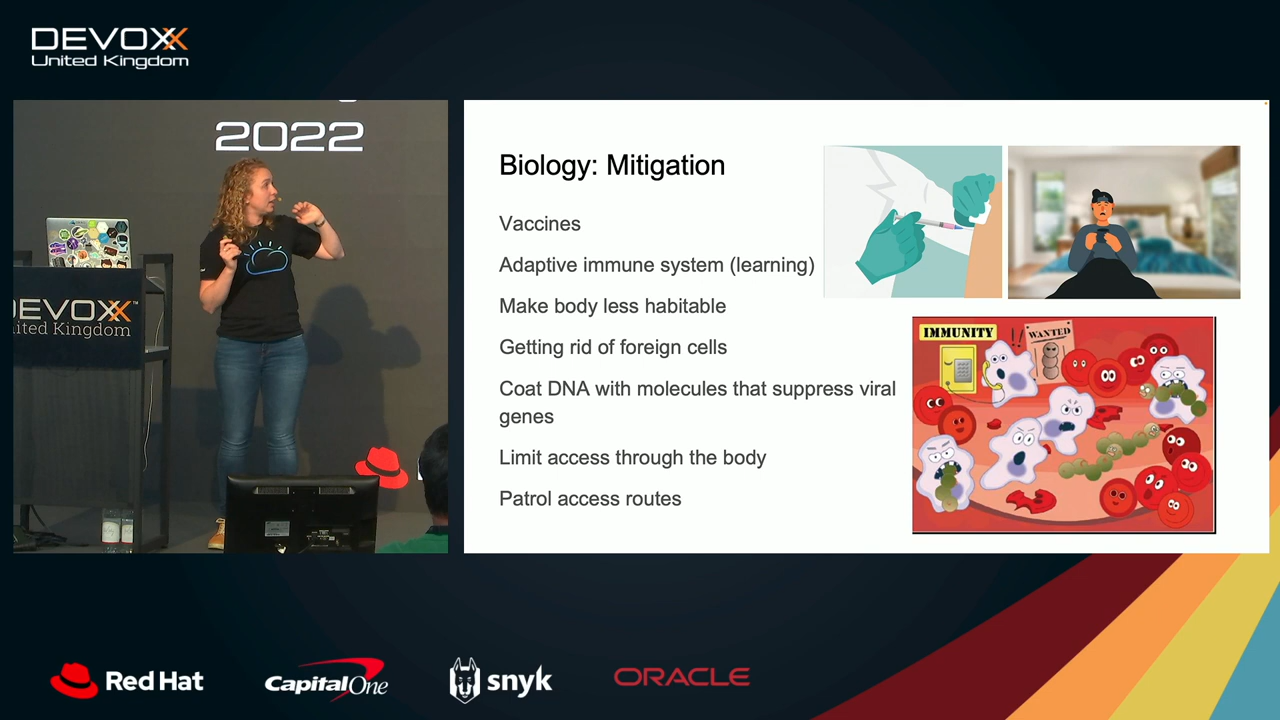 DEVOXX
United Kingdom
2022
DEVOXX™
United Kingdom
Biology: Mitigation
Vaccines
Adaptive immune system (learning)
Make body less habitable
Getting rid of foreign cells
Coat DNA with molecules that suppress viral
genes
Limit access through the body
Patrol access routes
IMMUNITY
!!
WANTED
Red Hat
Capital One
snyk
ORACLE